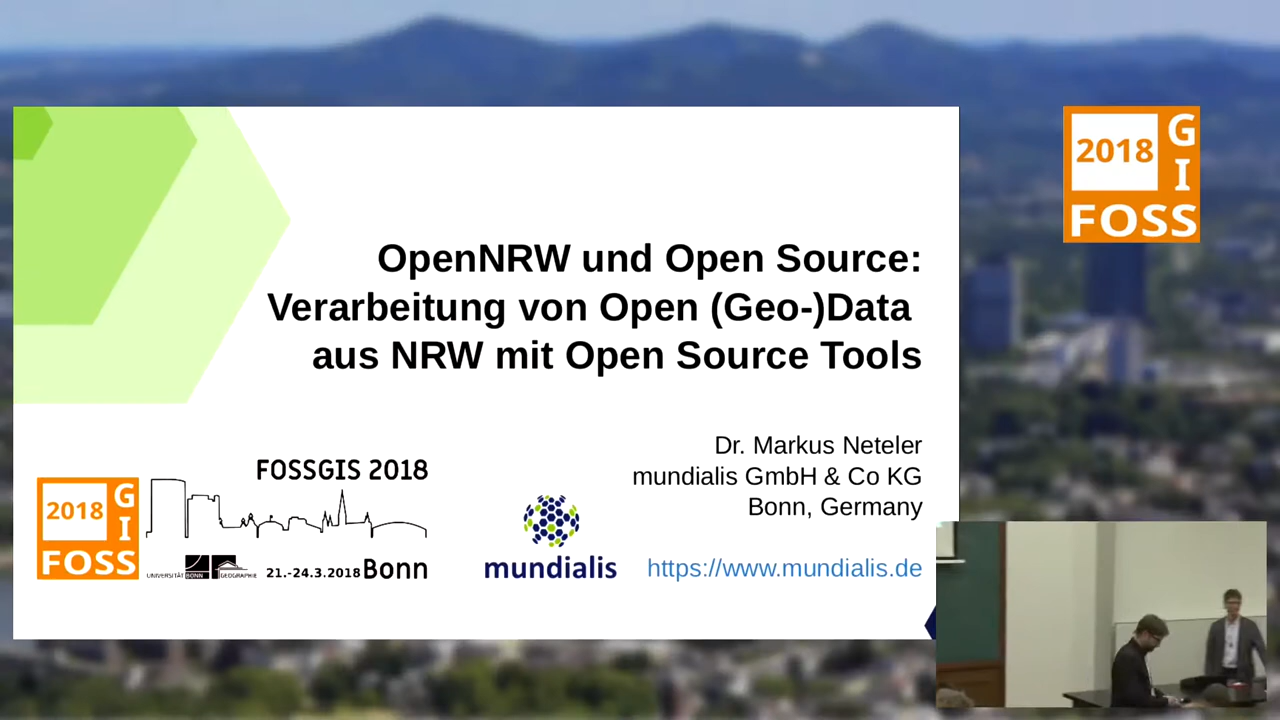 OpenNRW und Open Source:
Verarbeitung von Open (Geo-)Data
aus NRW mit Open Source Tools
Dr. Markus Neteler
mundialis GmbH & Co KG
Bonn, Germany
https://www.mundialis.de
FOSSGIS 2018
2018
G
I
FOSS
UNIVERSITÄT BONN GEOGRAPHIE
21.-24.3.2018 Bonn
mundialis
2018
G
I
FOSS